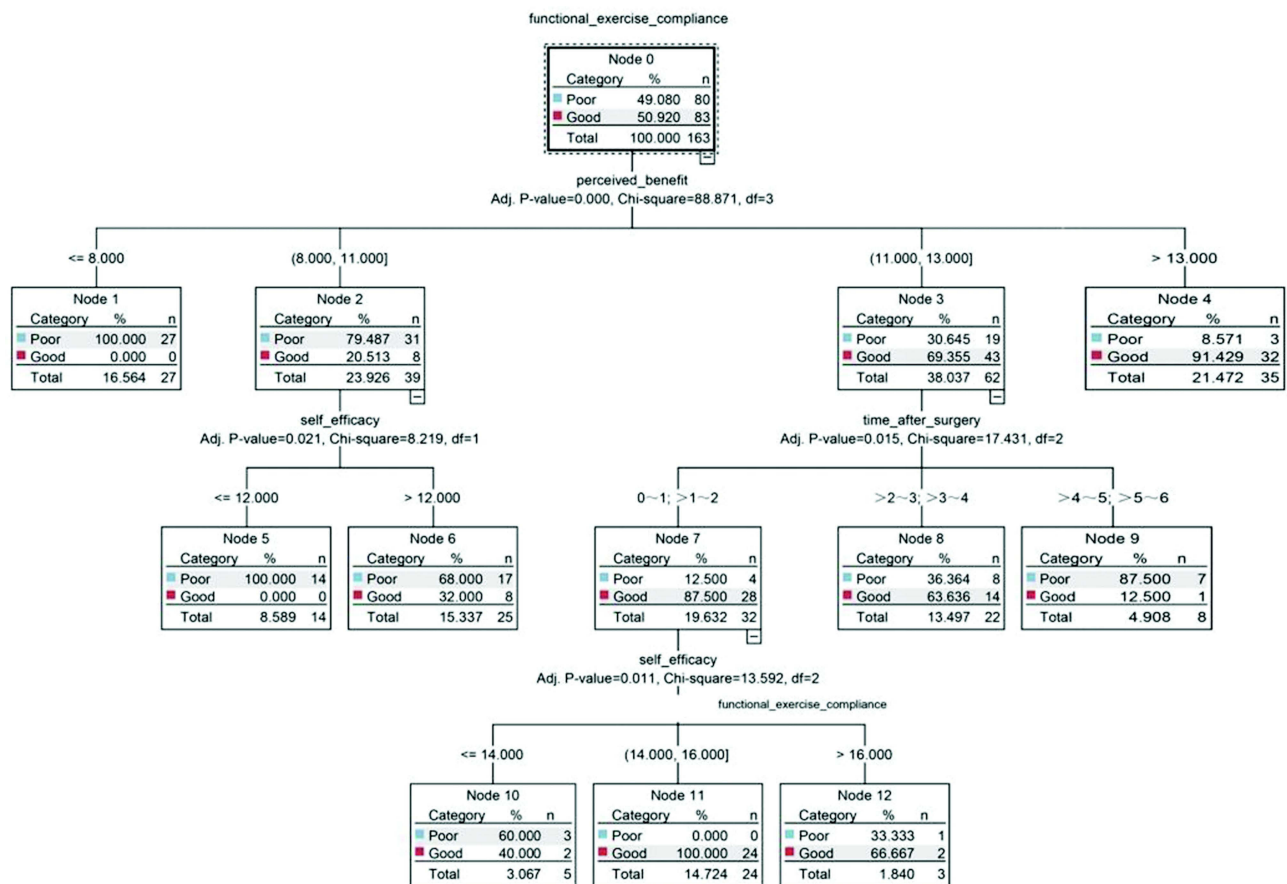 functional_exercise_compliance
Node 0
Category % n
Poor 49.080 80
Good 50.920 83
Total 100.000 163
perceived_benefit
Adj. P-value=0.000, Chi-square=88.871, df=3
<= 8.000
(8.000, 11.000]
(11.000, 13.000]
> 13.000
Node 1
Category % n
Poor 100.000 27
Good 0.000 0
Total 16.564 27
Node 2
Category % n
Poor 79.487 31
Good 20.513 8
Total 23.926 39
Node 3
Category % n
Poor 30.645 19
Good 69.355 43
Total 38.037 62
Node 4
Category % n
Poor 8.571 3
Good 91.429 32
Total 21.472 35
self_efficacy
Adj. P-value=0.021, Chi-square=8.219, df=1
time_after_surgery
Adj. P-value=0.015, Chi-square=17.431, df=2
<= 12.000
> 12.000
0~1; >1~2
>2~3; >3~4
>4~5; >5~6
Node 5
Category % n
Poor 100.000 14
Good 0.000 0
Total 8.589 14
Node 6
Category % n
Poor 68.000 17
Good 32.000 8
Total 15.337 25
Node 7
Category % n
Poor 12.500 4
Good 87.500 28
Total 19.632 32
Node 8
Category % n
Poor 36.364 8
Good 63.636 14
Total 13.497 22
Node 9
Category % n
Poor 87.500 7
Good 12.500 1
Total 4.908 8
self_efficacy
Adj. P-value=0.011, Chi-square=13.592, df=2
functional_exercise_compliance
<= 14.000
(14.000, 16.000]
> 16.000
Node 10
Category % n
Poor 60.000 3
Good 40.000 2
Total 3.067 5
Node 11
Category % n
Poor 0.000 0
Good 100.000 24
Total 14.724 24
Node 12
Category % n
Poor 33.333 1
Good 66.667 2
Total 1.840 3